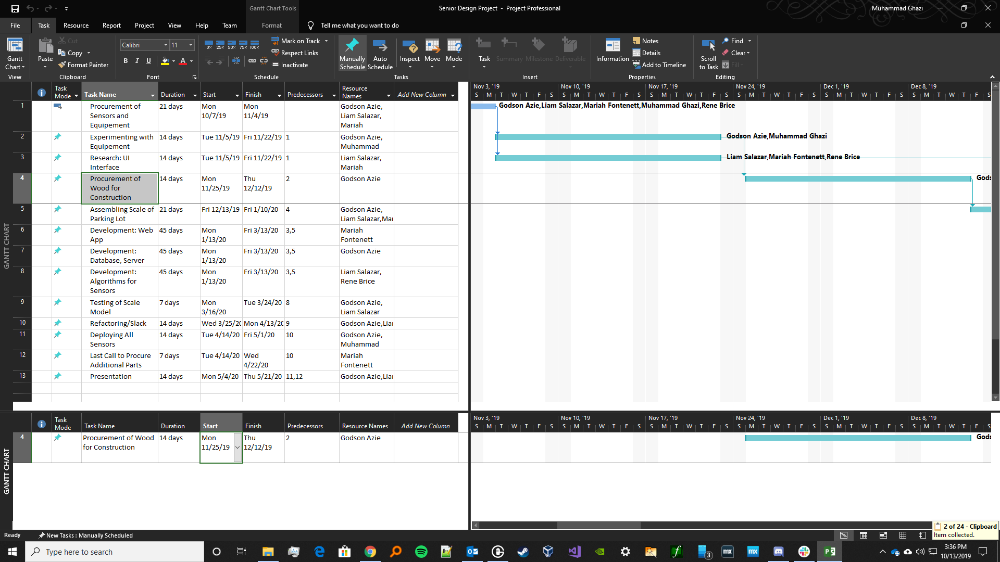 Gantt Chart Tools
Senior Design Project - Project Professional
Muhammad Ghazi
File Task Resource Report Project View Help Team Format Tell me what you want to do
Gantt
Chart
View
Paste
Cut
Copy
Format Painter
Clipboard
Calibri 11
B I U A
Font
0% 25% 50% 75% 100%
Mark on Track
Respect Links
Inactivate
Schedule
Manually
Schedule
Auto
Schedule
Inspect
Move
Mode
Tasks
Task
Summary
Milestone
Deliverable
Insert
Information
Notes
Details
Add to Timeline
Properties
Scroll
to Task
Find
Clear
Fill
Editing
GANTT CHART
Task
Mode
Task Name Duration Start Finish Predecessors
Resource
Names
Add New Column
1 Procurement of 21 days Mon Mon Godson Azie,
Sensors and 10/7/19 11/4/19 Liam Salazar,
Equipement Mariah
2 Experimenting with 14 days Tue 11/5/19 Fri 11/22/19 1 Godson Azie,
Equipement Muhammad
3 Research: UI 14 days Tue 11/5/19 Fri 11/22/19 1 Liam Salazar,
Interface Mariah
4 Procurement of 14 days Mon Thu 2 Godson Azie
Wood for 11/25/19 12/12/19
Construction
5 Assembling Scale of 21 days Fri 12/13/19 Fri 1/10/20 4 Godson Azie,
Parking Lot Liam Salazar,Mar
6 Development: Web 45 days Mon Fri 3/13/20 3,5 Mariah
App 1/13/20 Fontenett
7 Development: 45 days Mon Fri 3/13/20 3,5 Godson Azie
Database, Server 1/13/20
8 Development: 45 days Mon Fri 3/13/20 3,5 Liam Salazar,
Algorithms for 1/13/20 Rene Brice
Sensors
9 Testing of Scale 7 days Mon Tue 3/24/20 8 Godson Azie,
Model 3/16/20 Liam Salazar
10 Refactoring/Slack 14 days Wed 3/25/20 Mon 4/13/20 9 Godson Azie,Lia
11 Deploying All 14 days Tue 4/14/20 Fri 5/1/20 10 Godson Azie,
Sensors Muhammad
12 Last Call to Procure 7 days Tue 4/14/20 Wed 10 Mariah
Additional Parts 4/22/20 Fontenett
13 Presentation 14 days Mon 5/4/20 Thu 5/21/20 11,12 Godson Azie,Lia
Nov 3, '19 Nov 10, '19 Nov 17, '19 Nov 24, '19 Dec 1, '19 Dec 8, '19
S M T W T F S S M T W T F S S M T W T F S S M T W T F S S M T W T F S S M T W T F S
Godson Azie,Liam Salazar,Mariah Fontenett,Muhammad Ghazi,Rene Brice
Godson Azie,Muhammad Ghazi
Liam Salazar,Mariah Fontenett,Rene Brice
Gods
GANTT CHART
Task
Mode
Task Name Duration Start Finish Predecessors Resource Names Add New Column
4 Procurement of Wood 14 days Mon Thu 2 Godson Azie
for Construction 11/25/19 12/12/19
Nov 3, '19 Nov 10, '19 Nov 17, '19 Nov 24, '19 Dec 1, '19 Dec 8, '19
S M T W T F S S M T W T F S S M T W T F S S M T W T F S S M T W T F S S M T W T F S
Gods
Ready New Tasks : Manually Scheduled
2 of 24 - Clipboard
Item collected.
Type here to search
mx
mx
3
3:36 PM
10/13/2019